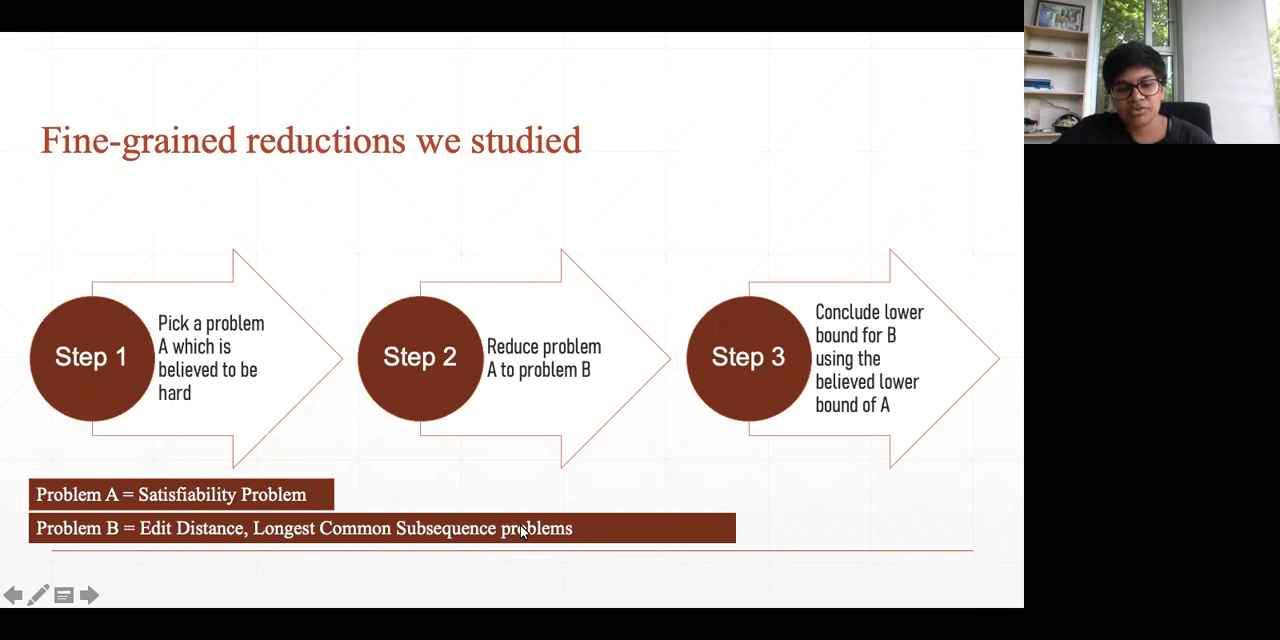 Fine-grained reductions we studied
Step 1
Pick a problem
A which is
believed to be
hard
Step 2
Reduce problem
A to problem B
Step 3
Conclude lower
bound for B
using the
believed lower
bound of A
Problem A = Satisfiability Problem
Problem B = Edit Distance, Longest Common Subsequence problems